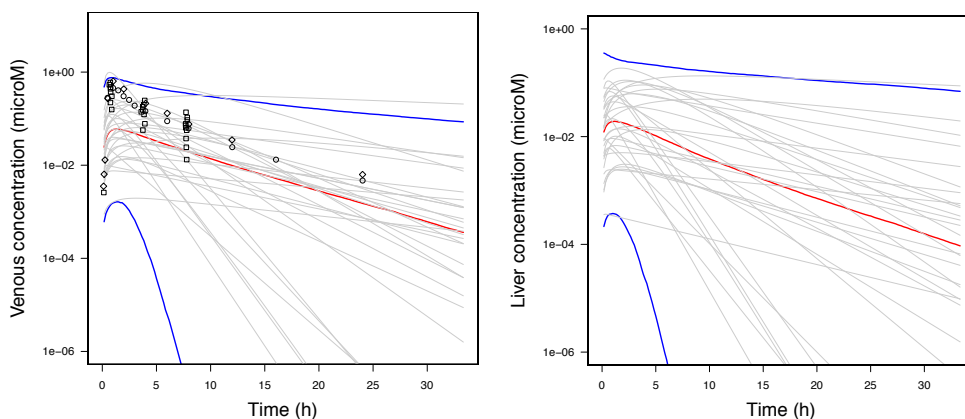 Venous concentration (microM)
1e+00
1e−02
1e−04
1e−06
0 5 10 15 20 25 30
Time (h)
Liver concentration (microM)
1e+00
1e−02
1e−04
1e−06
0 5 10 15 20 25 30
Time (h)